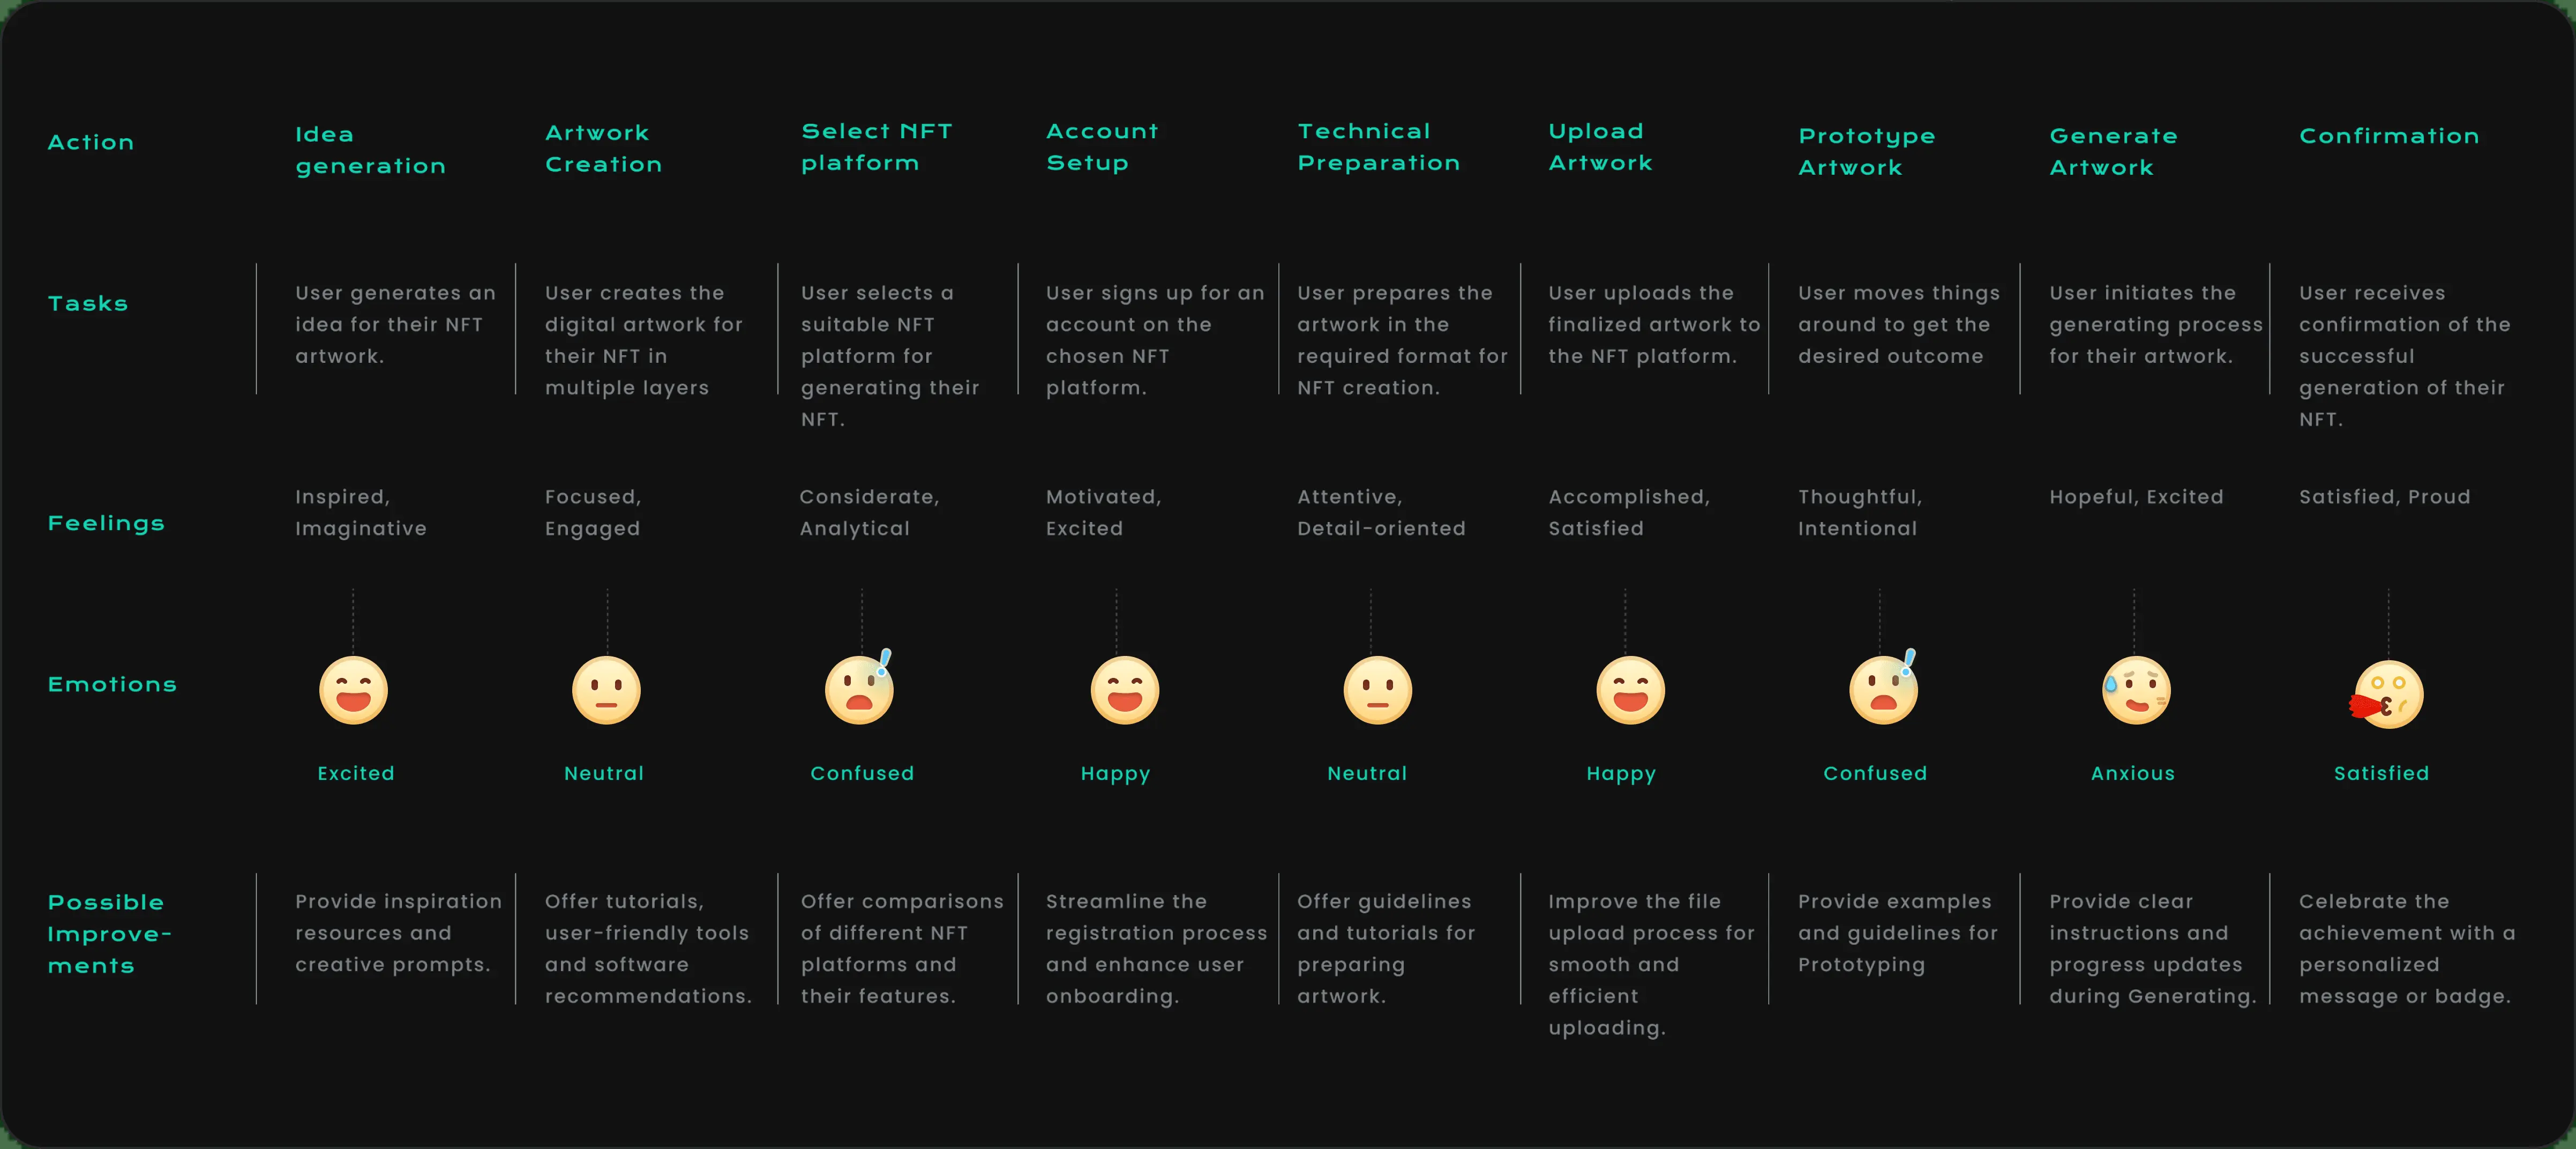 Action
Idea
generation
Artwork
Creation
Select NFT
platform
Account
Setup
Technical
Preparation
Upload
Artwork
Prototype
Artwork
Generate
Artwork
Confirmation
Tasks
User generates an
idea for their NFT
artwork.
User creates the
digital artwork for
their NFT in
multiple layers
User selects a
suitable NFT
platform for
generating their
NFT.
User signs up for an
account on the
chosen NFT
platform.
User prepares the
artwork in the
required format for
NFT creation.
User uploads the
finalized artwork to
the NFT platform.
User moves things
around to get the
desired outcome
User initiates the
generating process
for their artwork.
User receives
confirmation of the
successful
generation of their
NFT.
Feelings
Inspired,
Imaginative
Focused,
Engaged
Considerate,
Analytical
Motivated,
Excited
Attentive,
Detail-oriented
Accomplished,
Satisfied
Thoughtful,
Intentional
Hopeful, Excited
Satisfied, Proud
Emotions
Excited
Neutral
Confused
Happy
Neutral
Happy
Confused
Anxious
Satisfied
Possible
Improve-
ments
Provide inspiration
resources and
creative prompts.
Offer tutorials,
user-friendly tools
and software
recommendations.
Offer comparisons
of different NFT
platforms and
their features.
Streamline the
registration process
and enhance user
onboarding.
Offer guidelines
and tutorials for
preparing
artwork.
Improve the file
upload process for
smooth and
efficient
uploading.
Provide examples
and guidelines for
Prototyping
Provide clear
instructions and
progress updates
during Generating.
Celebrate the
achievement with a
personalized
message or badge.